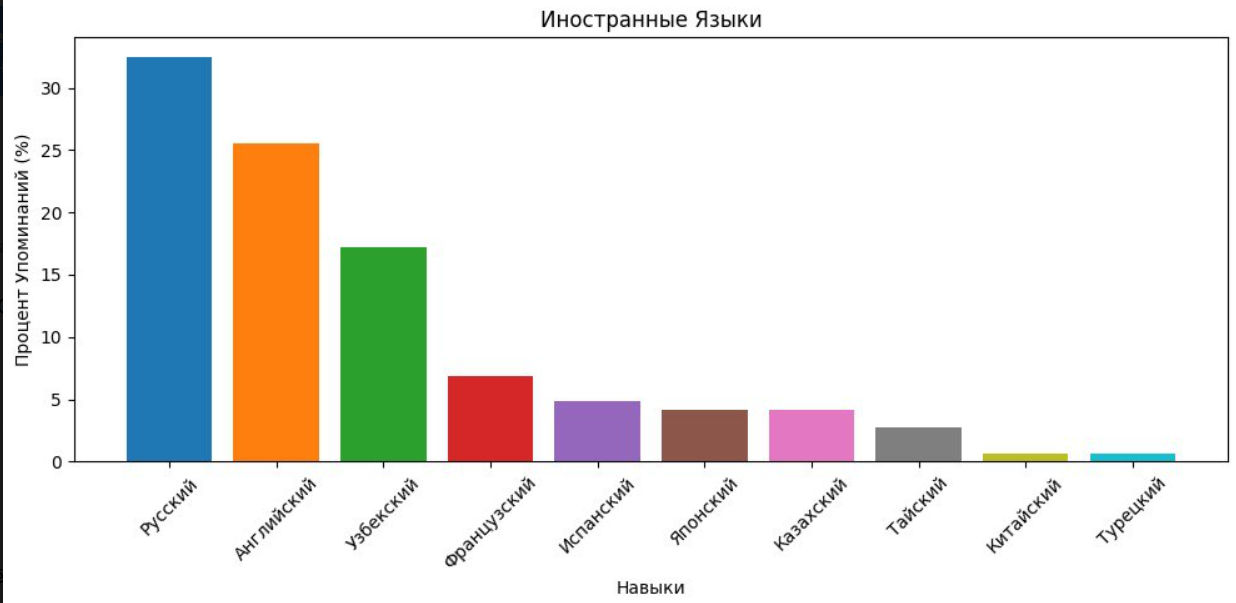 Иностранные Языки
Процент Упоминаний (%)
30
25
20
15
10
5
0
Русский
Английский
Узбекский
Французский
Испанский
Японский
Казахский
Тайский
Китайский
Турецкий
Навыки